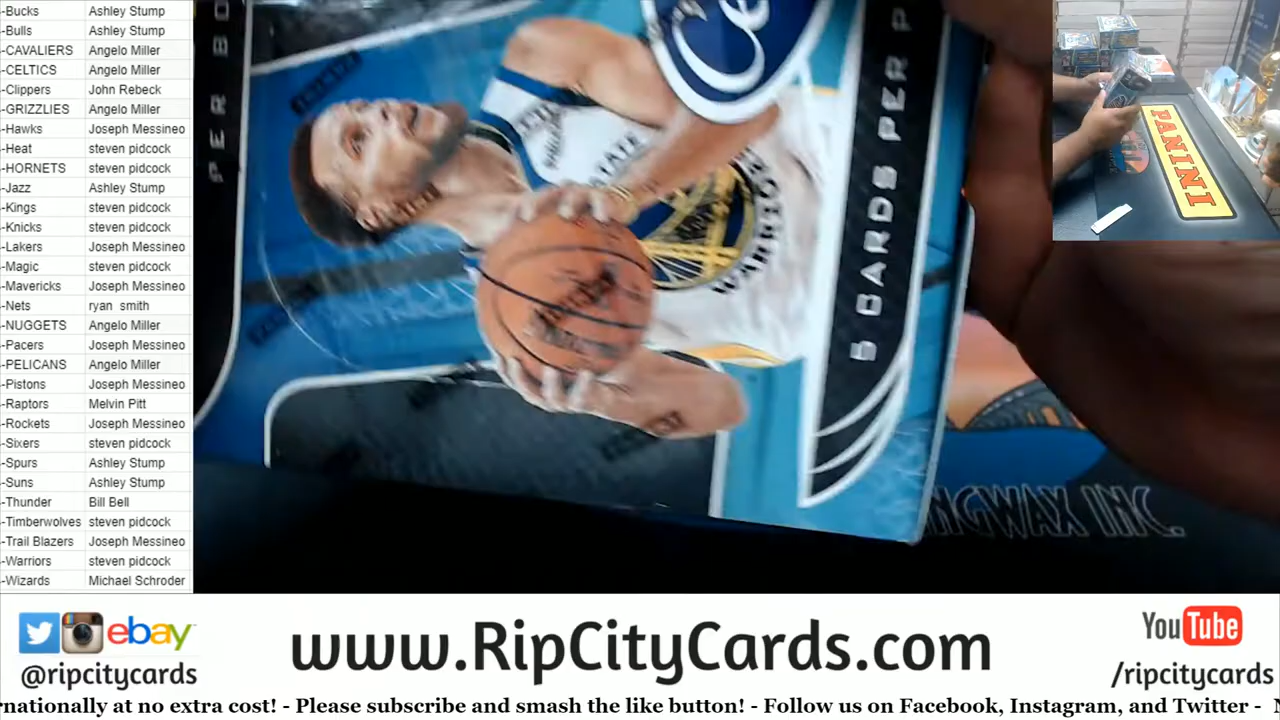 -Bucks Ashley Stump
-Bulls Ashley Stump
-CAVALIERS Angelo Miller
-CELTICS Angelo Miller
-Clippers John Rebeck
-GRIZZLIES Angelo Miller
-Hawks Joseph Messineo
-Heat steven pidcock
-HORNETS steven pidcock
-Jazz Ashley Stump
-Kings steven pidcock
-Knicks steven pidcock
-Lakers Joseph Messineo
-Magic steven pidcock
-Mavericks Joseph Messineo
-Nets ryan smith
-NUGGETS Angelo Miller
-Pacers Joseph Messineo
-PELICANS Angelo Miller
-Pistons Joseph Messineo
-Raptors Melvin Pitt
-Rockets Joseph Messineo
-Sixers steven pidcock
-Spurs Ashley Stump
-Suns Ashley Stump
-Thunder Bill Bell
-Timberwolves steven pidcock
-Trail Blazers Joseph Messineo
-Warriors steven pidcock
-Wizards Michael Schroder
PER BO
5 CARDS PER P
STATE
WARRIORS
PANINI
NGWAX INC.
ebay
@ripcitycards
www.RipCityCards.com
YouTube
/ripcitycards
rnationally at no extra cost! - Please subscribe and smash the like button! - Follow us on Facebook, Instagram, and Twitter -